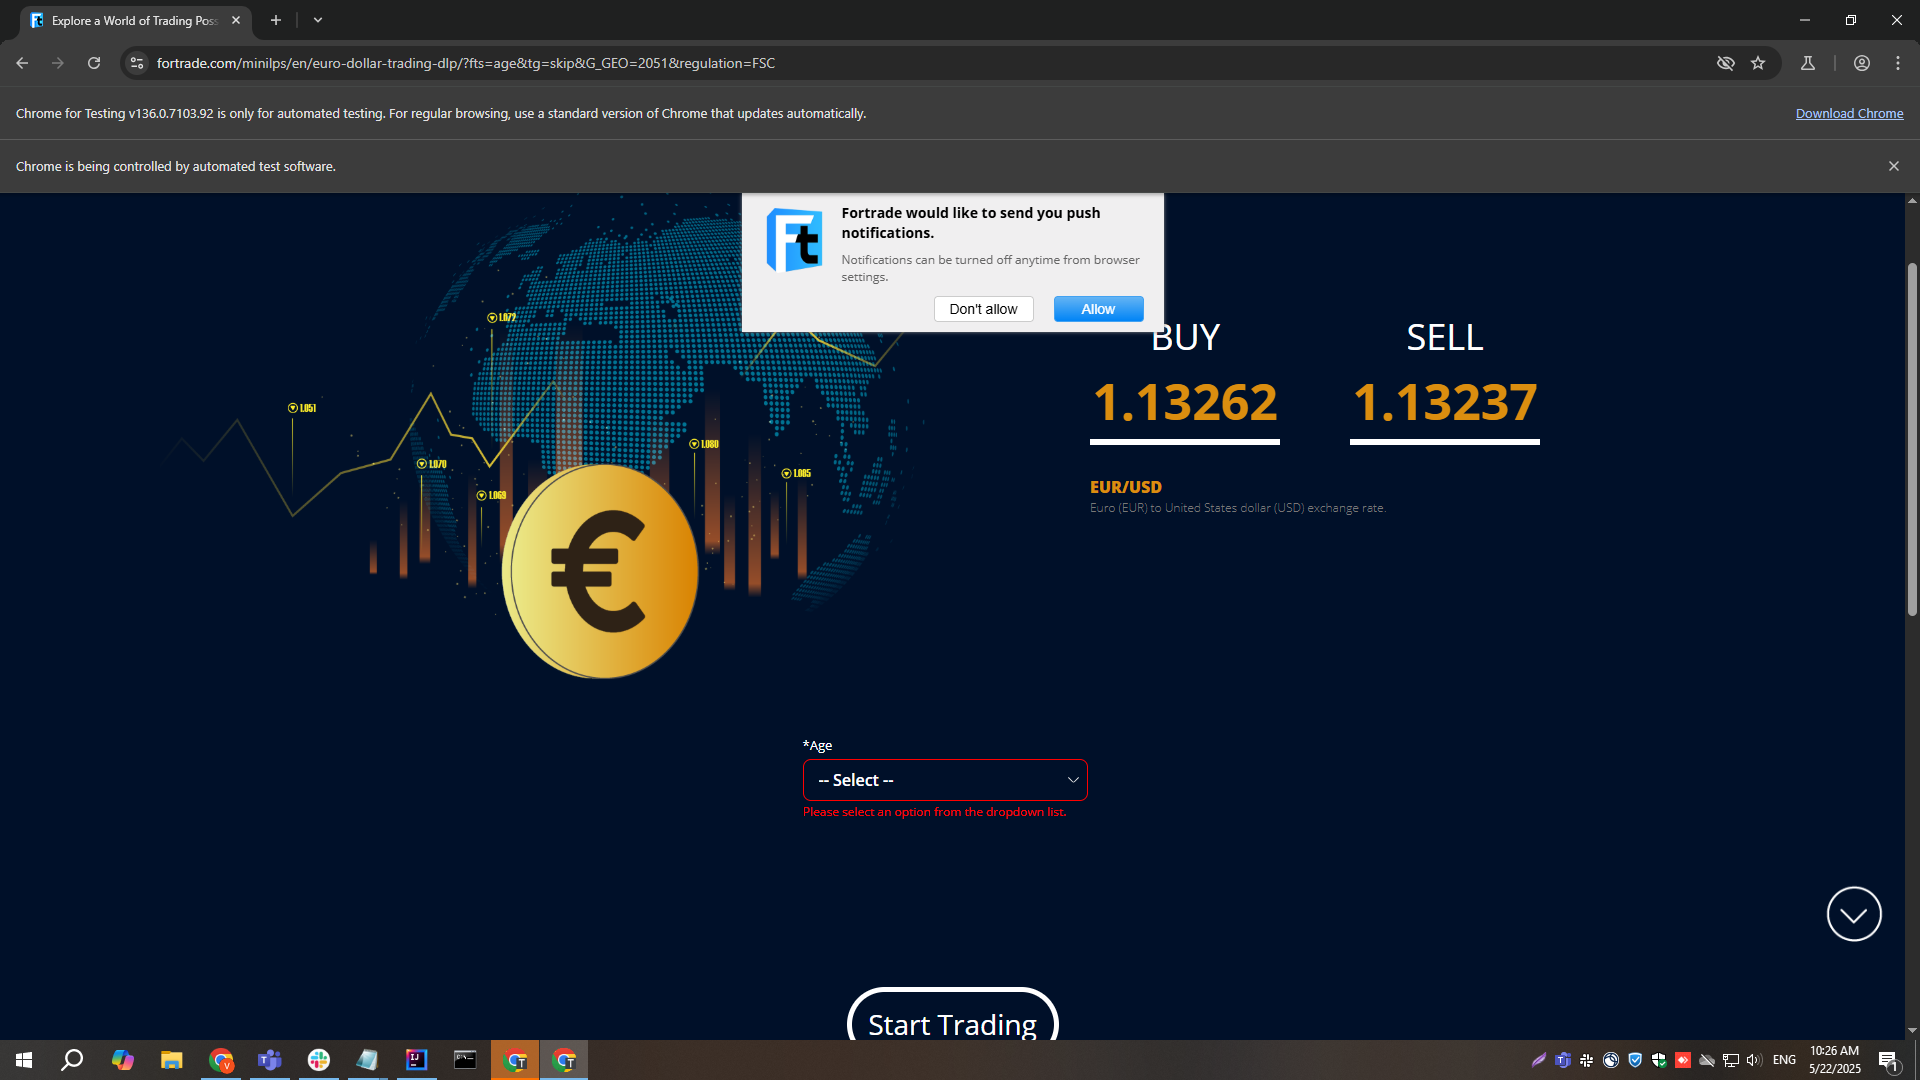 Explore a World of Trading Poss
fortrade.com/minilps/en/euro-dollar-trading-dlp/?fts=age&tg=skip&G_GEO=2051&regulation=FSC
Chrome for Testing v136.0.7103.92 is only for automated testing. For regular browsing, use a standard version of Chrome that updates automatically.
Download Chrome
Chrome is being controlled by automated test software.
Ft
Fortrade would like to send you push
notifications.
Notifications can be turned off anytime from browser
settings.
Don't allow
Allow
1.072
1.051
1.070
1.069
1.080
1.085
BUY
SELL
1.13262
1.13237
EUR/USD
Euro (EUR) to United States dollar (USD) exchange rate.
€
*Age
-- Select --
Please select an option from the dropdown list.
Start Trading
ENG
10:26 AM
5/22/2025
1